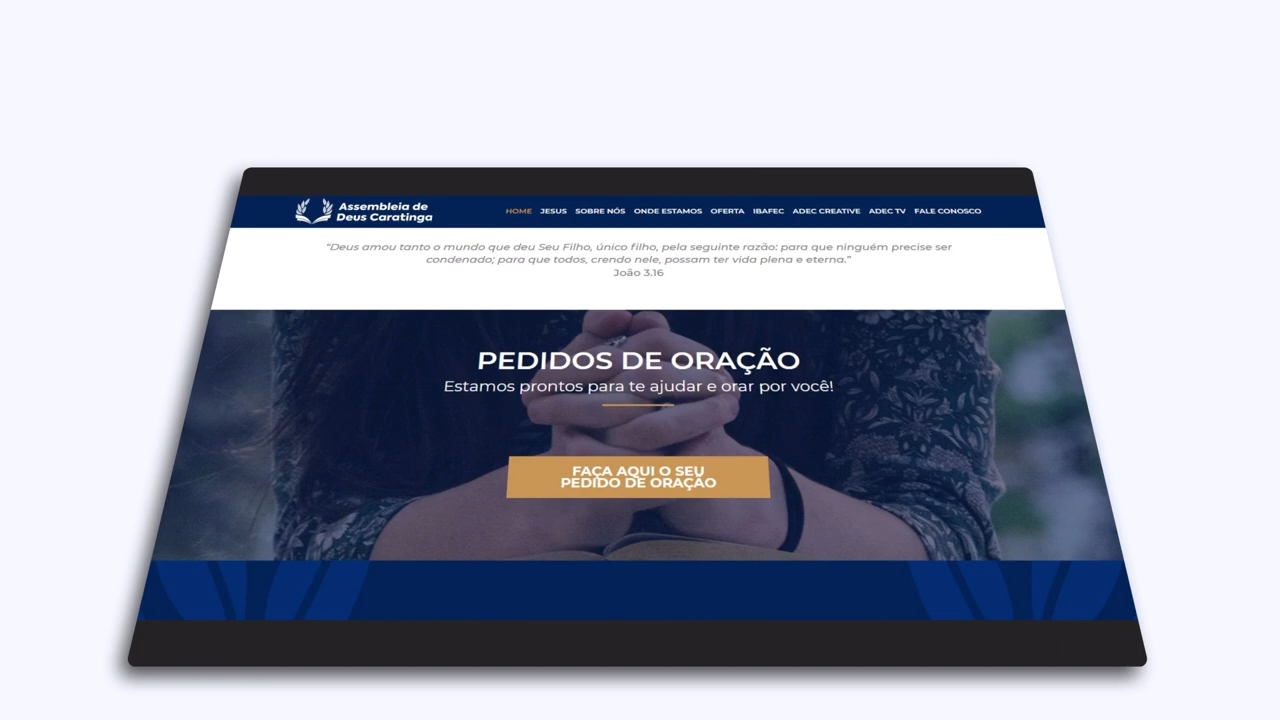 Assembleia de
Deus Caratinga
HOME JESUS SOBRE NÓS ONDE ESTAMOS OFERTA IBAFEC ADEC CREATIVE ADEC TV FALE CONOSCO
“Deus amou tanto o mundo que deu Seu Filho, único filho, pela seguinte razão: para que ninguém precise ser
condenado; para que todos, crendo nele, possam ter vida plena e eterna.”
João 3.16
PEDIDOS DE ORAÇÃO
Estamos prontos para te ajudar e orar por você!
FAÇA AQUI O SEU
PEDIDO DE ORAÇÃO